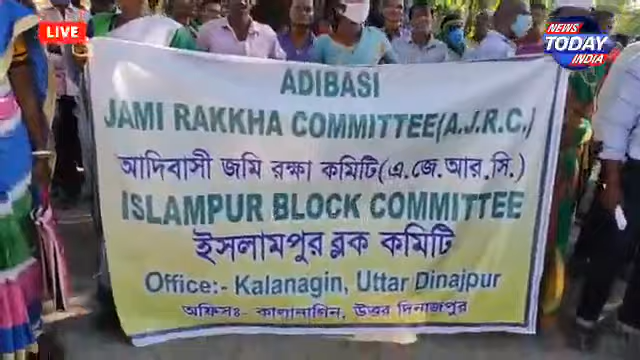 LIVE
NEWS
TODAY
INDIA
ADIBASI
JAMI RAKKHA COMMITTEE(A.J.R.C.)
আদিবাসী জমি রক্ষা কমিটি(এ.জে.আর.সি.)
ISLAMPUR BLOCK COMMITTEE
ইসলামপুর ব্লক কমিটি
Office:- Kalanagin, Uttar Dinajpur
অফিসঃ- কালানাগিন, উত্তর দিনাজপুর